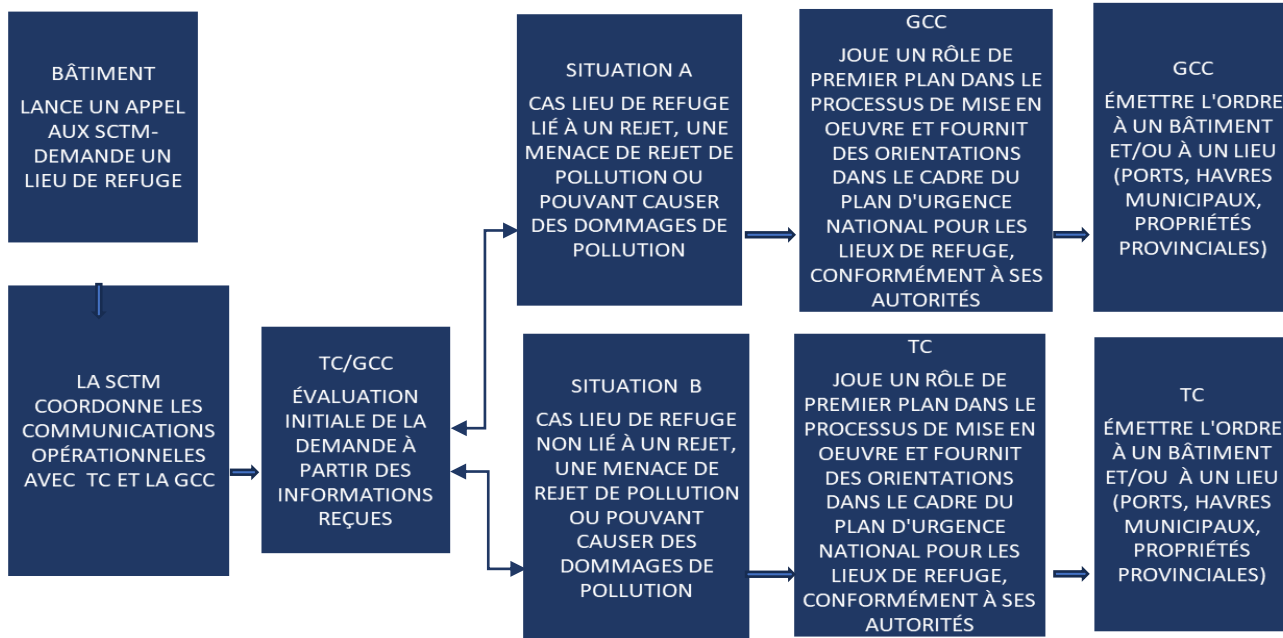 BÂTIMENT
LANCE UN APPEL
AUX SCTM-
DEMANDE UN
LIEU DE REFUGE
LA SCTM
COORDONNE LES
COMMUNICATIONS
OPÉRATIONNELES
AVEC TC ET LA GCC
TC/GCC
ÉVALUATION
INITIALE DE LA
DEMANDE À
PARTIR DES
INFORMATIONS
REÇUES
SITUATION A
CAS LIEU DE REFUGE
LIÉ À UN REJET, UNE
MENACE DE REJET DE
POLLUTION OU
POUVANT CAUSER
DES DOMMAGES DE
POLLUTION
GCC
JOUE UN RÔLE DE
PREMIER PLAN DANS LE
PROCESSUS DE MISE EN
OEUVRE ET FOURNIT
DES ORIENTATIONS
DANS LE CADRE DU
PLAN D'URGENCE
NATIONAL POUR LES
LIEUX DE REFUGE,
CONFORMÉMENT À SES
AUTORITÉS
GCC
ÉMETTRE L'ORDRE
À UN BÂTIMENT
ET/OU À UN LIEU
(PORTS, HAVRES
MUNICIPAUX,
PROPRIÉTÉS
PROVINCIALES)
SITUATION B
CAS LIEU DE REFUGE
NON LIÉ À UN REJET,
UNE MENACE DE
REJET DE POLLUTION
OU POUVANT
CAUSER DES
DOMMAGES DE
POLLUTION
TC
JOUE UN RÔLE DE
PREMIER PLAN DANS LE
PROCESSUS DE MISE EN
OEUVRE ET FOURNIT
DES ORIENTATIONS
DANS LE CADRE DU
PLAN D'URGENCE
NATIONAL POUR LES
LIEUX DE REFUGE,
CONFORMÉMENT À SES
AUTORITÉS
TC
ÉMETTRE L'ORDRE
À UN BÂTIMENT
ET/OU À UN LIEU
(PORTS, HAVRES
MUNICIPAUX,
PROPRIÉTÉS
PROVINCIALES)